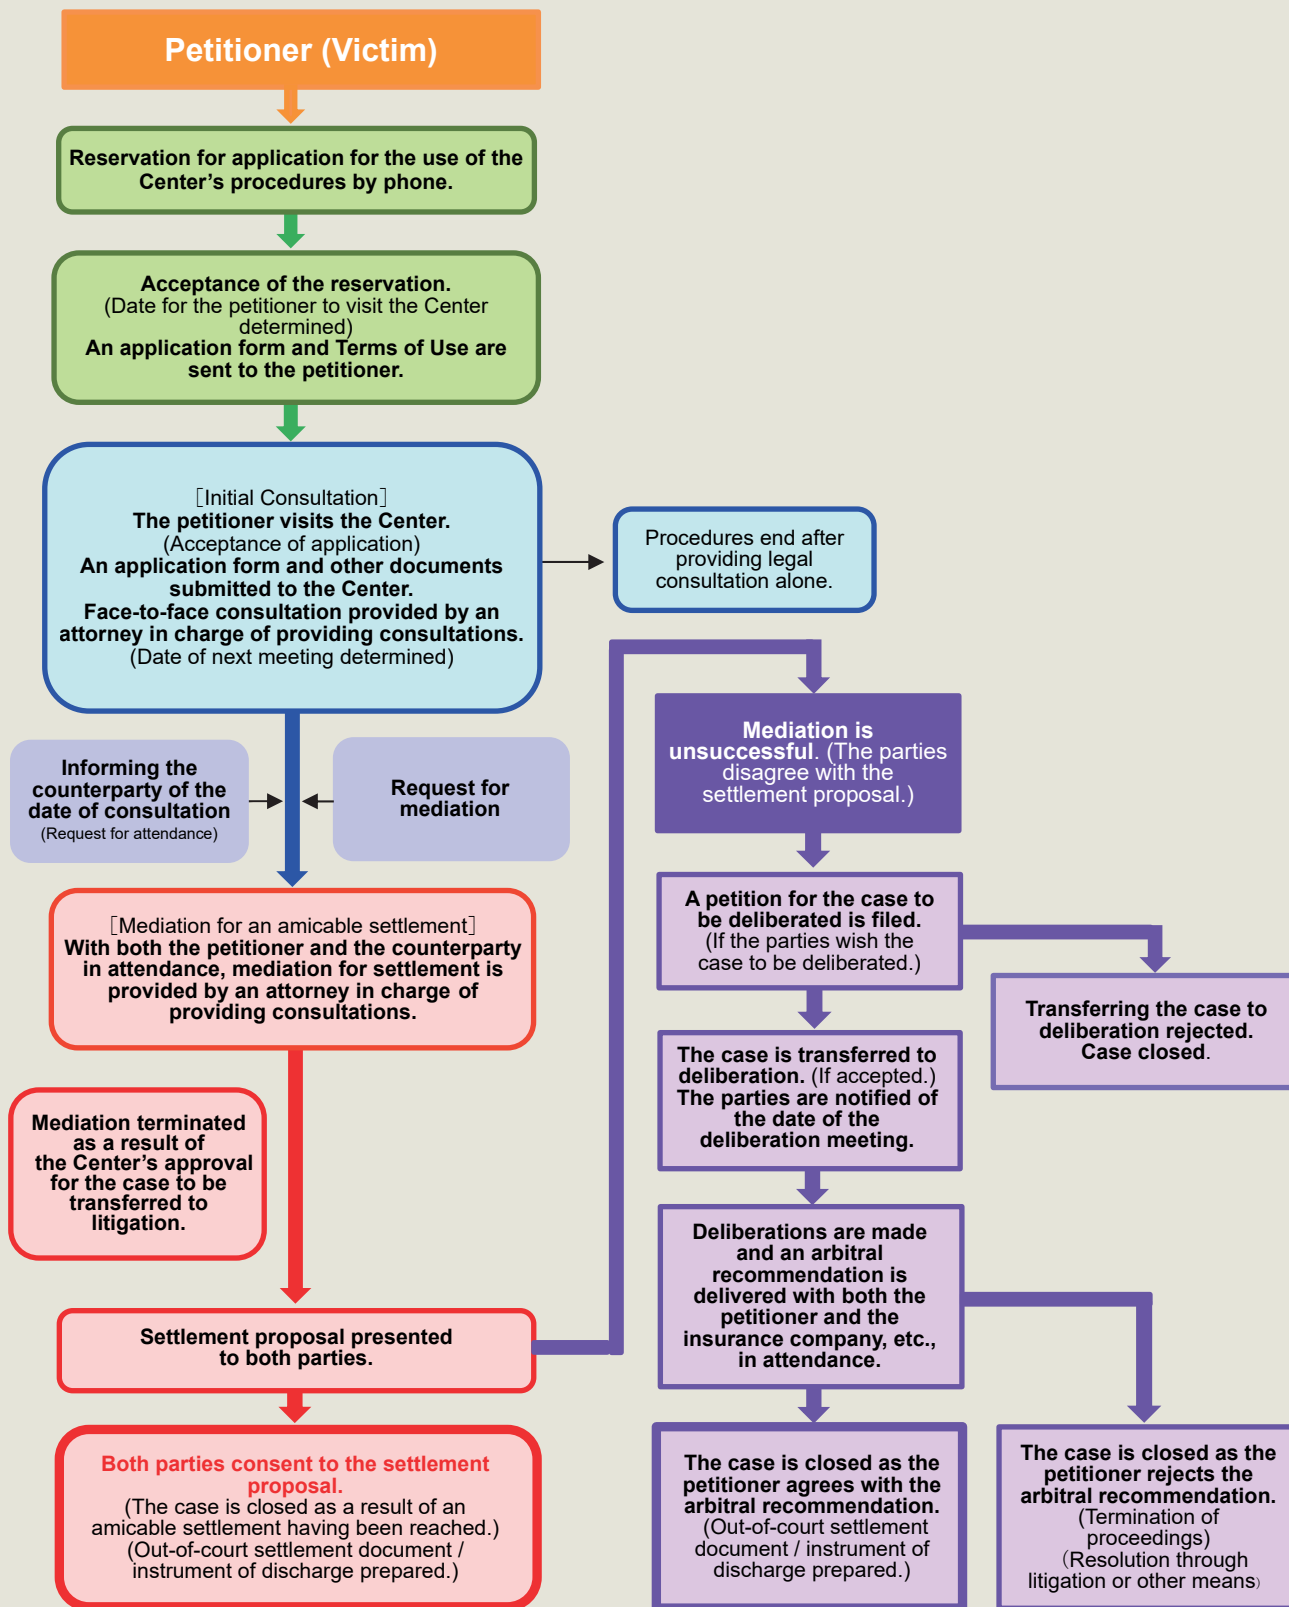 Petitioner (Victim)
Reservation for application for the use of the
Center’s procedures by phone.
Acceptance of the reservation.
(Date for the petitioner to visit the Center
determined)
An application form and Terms of Use are
sent to the petitioner.
［Initial Consultation］
The petitioner visits the Center.
(Acceptance of application)
An application form and other documents
submitted to the Center.
Face-to-face consultation provided by an
attorney in charge of providing consultations.
(Date of next meeting determined)
Procedures end after
providing legal
consultation alone.
Informing the
counterparty of the
date of consultation
(Request for attendance)
Request for
mediation
［Mediation for an amicable settlement］
With both the petitioner and the counterparty
in attendance, mediation for settlement is
provided by an attorney in charge of
providing consultations.
Mediation terminated
as a result of
the Center’s approval
for the case to be
transferred to
litigation.
Settlement proposal presented
to both parties.
Both parties consent to the settlement
proposal.
(The case is closed as a result of an
amicable settlement having been reached.)
(Out-of-court settlement document /
instrument of discharge prepared.)
Mediation is
unsuccessful. (The parties
disagree with the
settlement proposal.)
A petition for the case to
be deliberated is filed.
(If the parties wish the
case to be deliberated.)
Transferring the case to
deliberation rejected.
Case closed.
The case is transferred to
deliberation. (If accepted.)
The parties are notified of
the date of the
deliberation meeting.
Deliberations are made
and an arbitral
recommendation is
delivered with both the
petitioner and the
insurance company, etc.,
in attendance.
The case is closed as the
petitioner agrees with the
arbitral recommendation.
(Out-of-court settlement
document / instrument of
discharge prepared.)
The case is closed as the
petitioner rejects the
arbitral recommendation.
(Termination of
proceedings)
（Resolution through
litigation or other means）